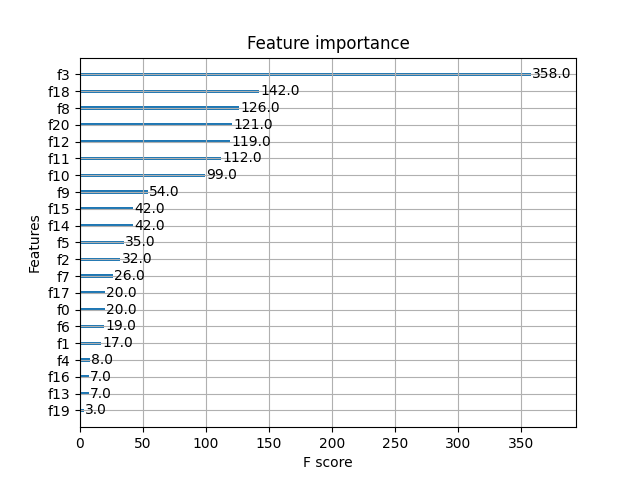 Feature importance
f3 358.0
f18 142.0
f8 126.0
f20 121.0
f12 119.0
f11 112.0
f10 99.0
f9 54.0
f15 42.0
f14 42.0
f5 35.0
f2 32.0
f7 26.0
f17 20.0
f0 20.0
f6 19.0
f1 17.0
f4 8.0
f16 7.0
f13 7.0
f19 3.0
Features
0 50 100 150 200 250 300 350
F score